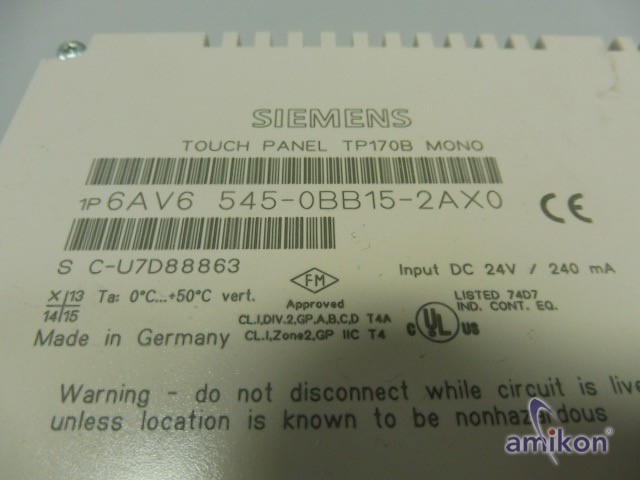 SIEMENS
TOUCH PANEL TP170B MONO
1P 6AV6 545-0BB15-2AX0
CE
S C-U7D88863
FM
Approved
Input DC 24V / 240 mA
X 13
14 15
Ta: 0°C...+50°C vert.
CL.I,DIV.2,GP,A,B,C,D T4A
CL.I,Zone2,GP IIC T4
c UL us
LISTED 74D7
IND. CONT. EQ.
Made in Germany
Warning - do not disconnect while circuit is live
unless location is known to be nonhazardous
amikon